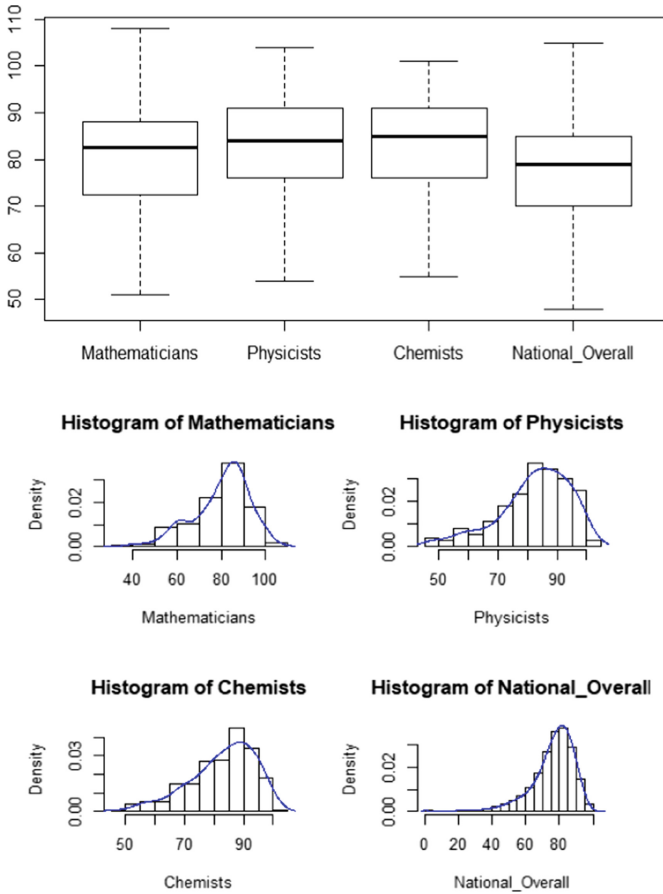 110
100
90
80
70
60
50
Mathematicians Physicists Chemists National_Overall
Histogram of Mathematicians
Density
0.02
0.00
40 60 80 100
Mathematicians
Histogram of Physicists
Density
0.02
0.00
50 70 90
Physicists
Histogram of Chemists
Density
0.03
0.00
50 70 90
Chemists
Histogram of National_Overall
Density
0.02
0.00
0 20 40 60 80
National_Overall